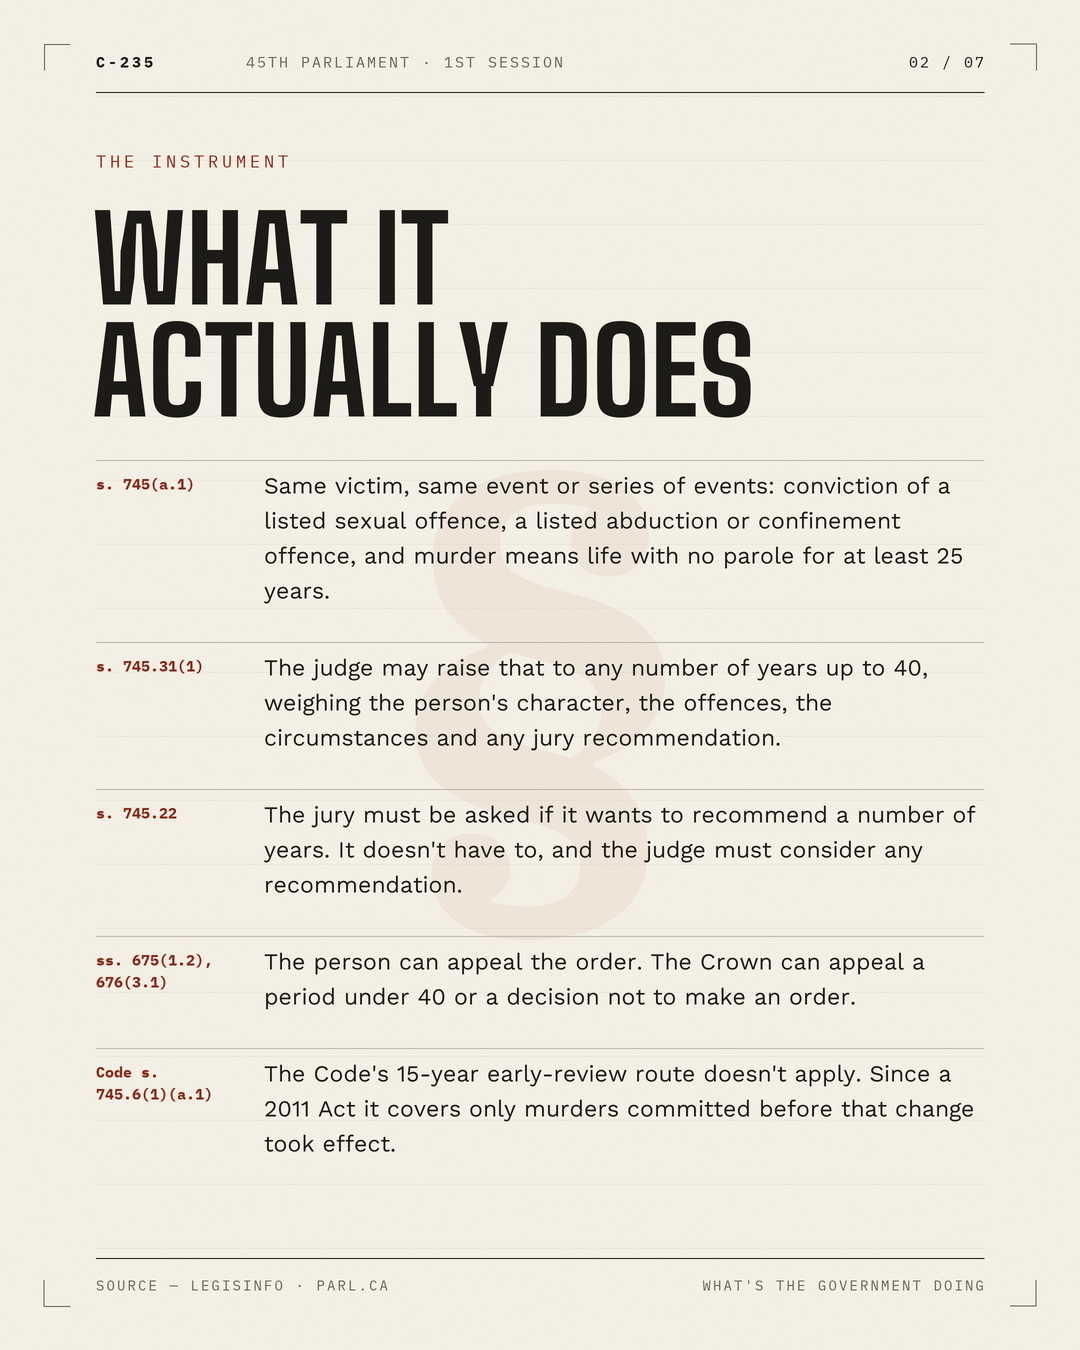 C-235 45TH PARLIAMENT · 1ST SESSION 02 / 07
THE INSTRUMENT
WHAT IT
ACTUALLY DOES
s. 745(a.1)
Same victim, same event or series of events: conviction of a
listed sexual offence, a listed abduction or confinement
offence, and murder means life with no parole for at least 25
years.
s. 745.31(1)
The judge may raise that to any number of years up to 40,
weighing the person's character, the offences, the
circumstances and any jury recommendation.
s. 745.22
The jury must be asked if it wants to recommend a number of
years. It doesn't have to, and the judge must consider any
recommendation.
ss. 675(1.2),
676(3.1)
The person can appeal the order. The Crown can appeal a
period under 40 or a decision not to make an order.
Code s.
745.6(1)(a.1)
The Code's 15-year early-review route doesn't apply. Since a
2011 Act it covers only murders committed before that change
took effect.
§
SOURCE — LEGISINFO · PARL.CA WHAT'S THE GOVERNMENT DOING